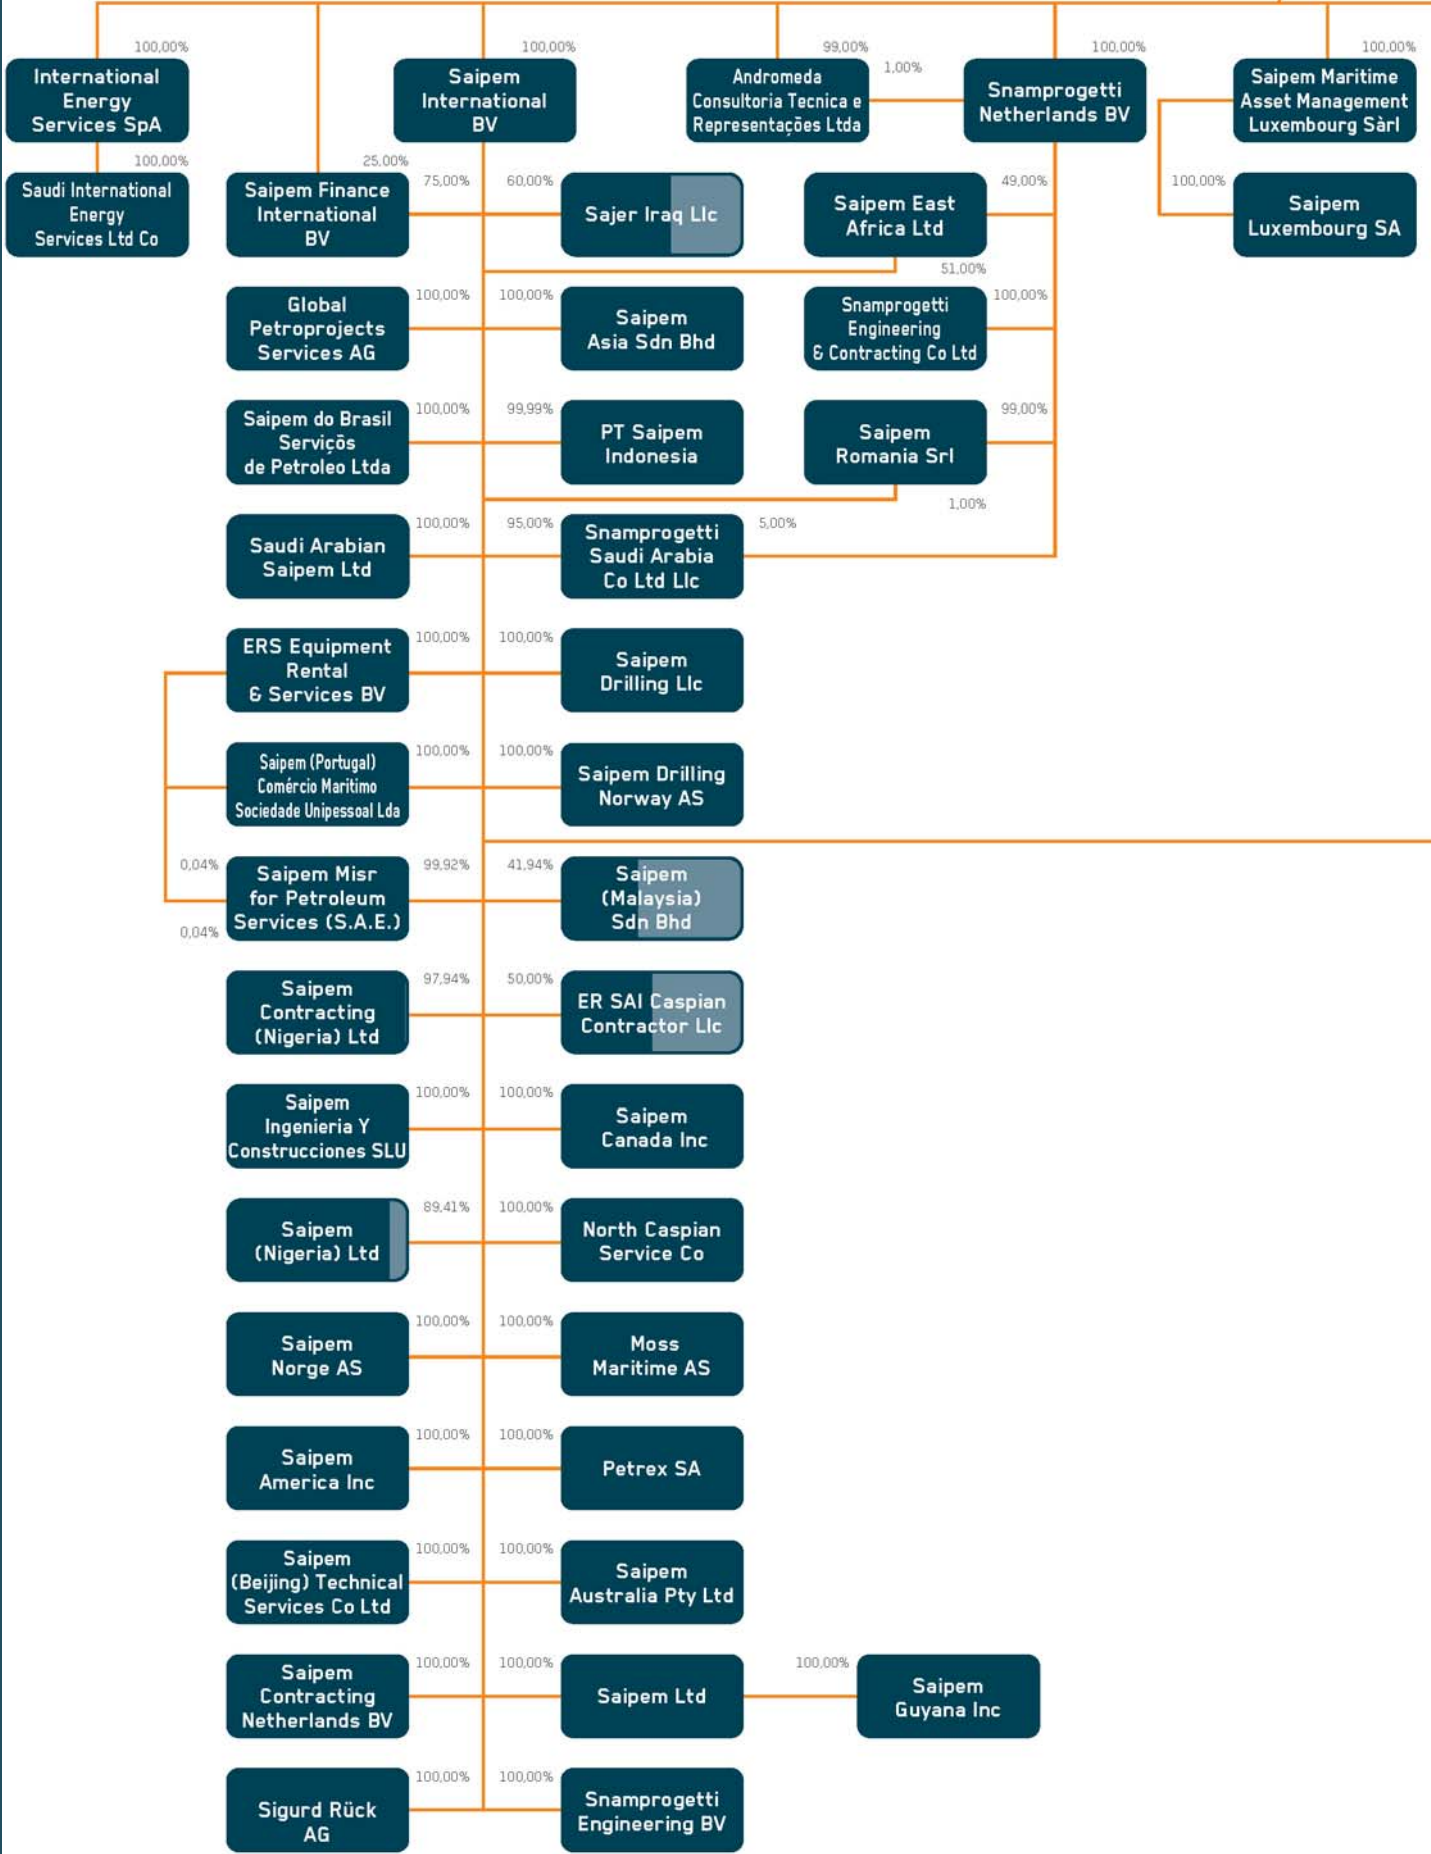 100,00%
100,00%
99,00%
1,00%
100,00%
100,00%
International
Energy
Services SpA
Saipem
International
BV
Andromeda
Consultoria Tecnica e
Representações Ltda
Snamprogetti
Netherlands BV
Saipem Maritime
Asset Management
Luxembourg Sàrl
100,00%
25,00%
75,00%
60,00%
49,00%
100,00%
Saudi International
Energy
Services Ltd Co
Saipem Finance
International
BV
Sajer Iraq Llc
Saipem East
Africa Ltd
Saipem
Luxembourg SA
51,00%
100,00%
100,00%
100,00%
Global
Petroprojects
Services AG
Saipem
Asia Sdn Bhd
Snamprogetti
Engineering
& Contracting Co Ltd
100,00%
99,99%
99,00%
Saipem do Brasil
Serviçõs
de Petroleo Ltda
PT Saipem
Indonesia
Saipem
Romania Srl
1,00%
100,00%
95,00%
5,00%
Saudi Arabian
Saipem Ltd
Snamprogetti
Saudi Arabia
Co Ltd Llc
100,00%
100,00%
ERS Equipment
Rental
& Services BV
Saipem
Drilling Llc
100,00%
100,00%
Saipem (Portugal)
Comércio Marítimo
Sociedade Unipessoal Lda
Saipem Drilling
Norway AS
0,04%
99,92%
41,94%
Saipem Misr
for Petroleum
Services (S.A.E.)
Saipem
(Malaysia)
Sdn Bhd
0,04%
97,94%
50,00%
Saipem
Contracting
(Nigeria) Ltd
ER SAI Caspian
Contractor Llc
100,00%
100,00%
Saipem
Ingenieria Y
Construcciones SLU
Saipem
Canada Inc
89,41%
100,00%
Saipem
(Nigeria) Ltd
North Caspian
Service Co
100,00%
100,00%
Saipem
Norge AS
Moss
Maritime AS
100,00%
100,00%
Saipem
America Inc
Petrex SA
100,00%
100,00%
Saipem
(Beijing) Technical
Services Co Ltd
Saipem
Australia Pty Ltd
100,00%
100,00%
100,00%
Saipem
Contracting
Netherlands BV
Saipem Ltd
Saipem
Guyana Inc
100,00%
100,00%
Sigurd Rück
AG
Snamprogetti
Engineering BV